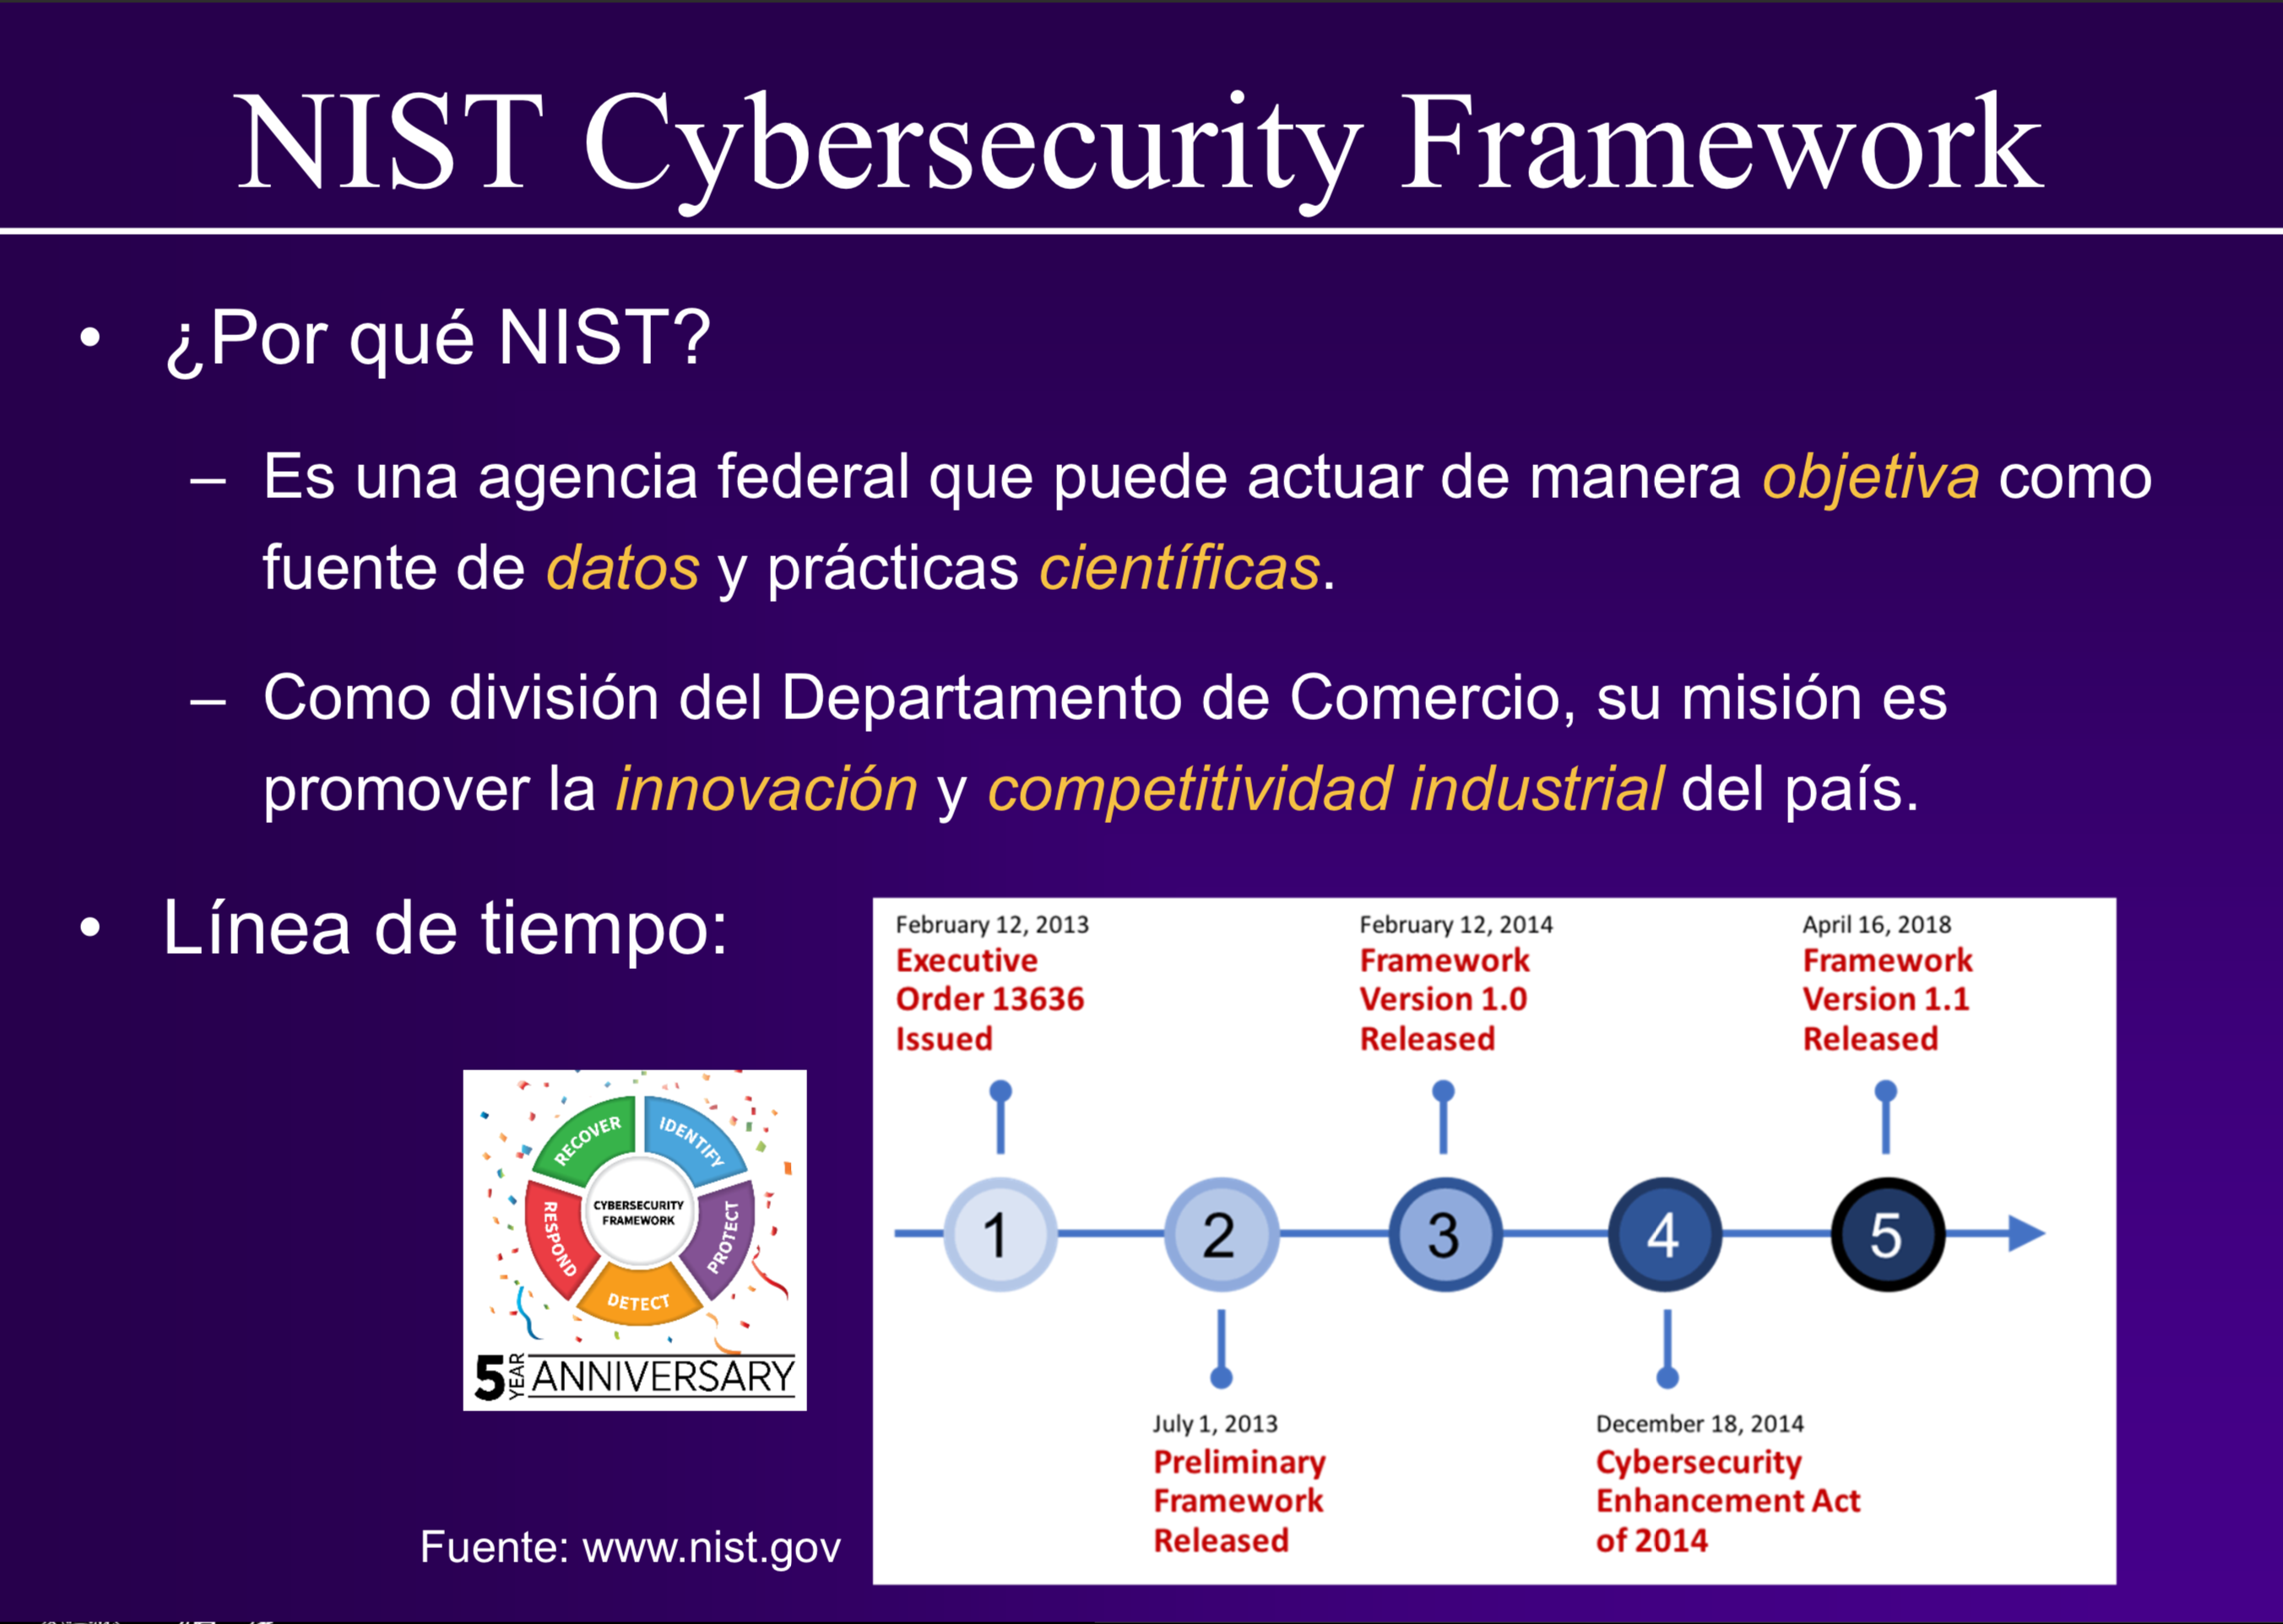 NIST Cybersecurity Framework
• ¿Por qué NIST?
– Es una agencia federal que puede actuar de manera objetiva como
fuente de datos y prácticas científicas.
– Como división del Departamento de Comercio, su misión es
promover la innovación y competitividad industrial del país.
• Línea de tiempo:
RECOVER
IDENTIFY
PROTECT
DETECT
RESPOND
CYBERSECURITY
FRAMEWORK
5 YEAR ANNIVERSARY
Fuente: www.nist.gov
February 12, 2013
Executive
Order 13636
Issued
February 12, 2014
Framework
Version 1.0
Released
April 16, 2018
Framework
Version 1.1
Released
1
2
3
4
5
July 1, 2013
Preliminary
Framework
Released
December 18, 2014
Cybersecurity
Enhancement Act
of 2014